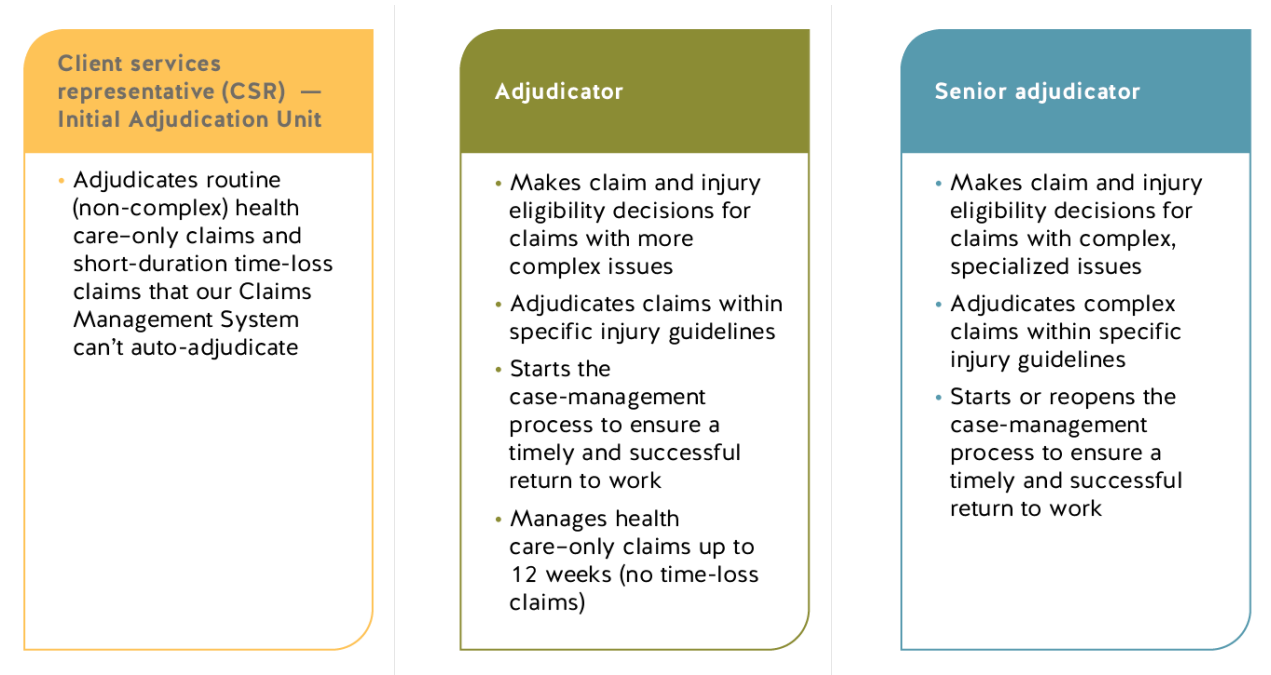 Client services
representative (CSR) —
Initial Adjudication Unit
• Adjudicates routine
(non-complex) health
care–only claims and
short-duration time-loss
claims that our Claims
Management System
can’t auto-adjudicate
Adjudicator
• Makes claim and injury
eligibility decisions for
claims with more
complex issues
• Adjudicates claims within
specific injury guidelines
• Starts the
case-management
process to ensure a
timely and successful
return to work
• Manages health
care–only claims up to
12 weeks (no time-loss
claims)
Senior adjudicator
• Makes claim and injury
eligibility decisions for
claims with complex,
specialized issues
• Adjudicates complex
claims within specific
injury guidelines
• Starts or reopens the
case-management
process to ensure a
timely and successful
return to work